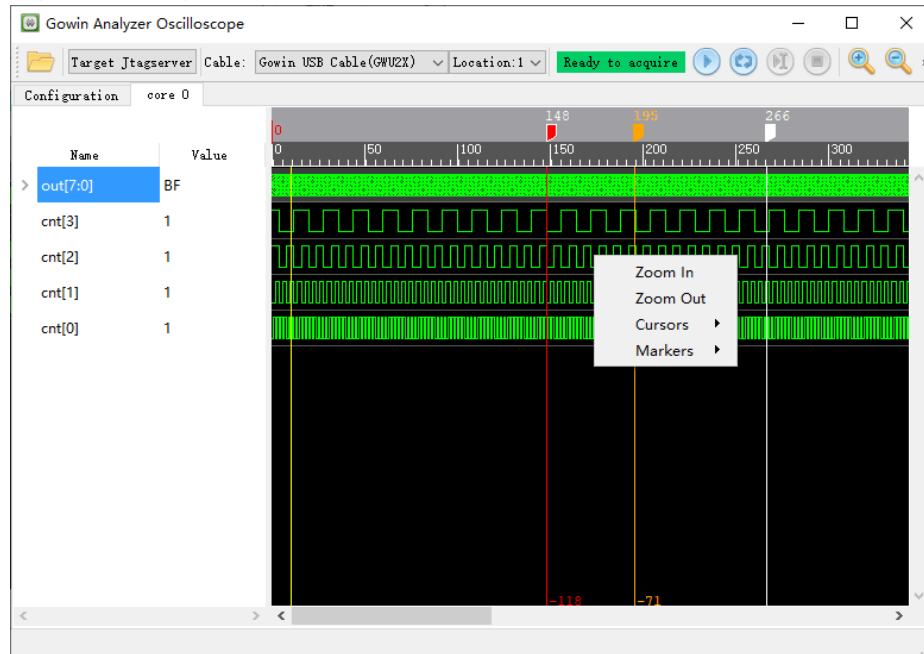 Gowin Analyzer Oscilloscope
Target Jtagserver Cable: Gowin USB Cable(GWU2X) Location:1 Ready to acquire
Configuration core 0
148 195 266
0
Name Value 0 50 100 150 200 250 300
out[7:0] BF
cnt[3] 1
cnt[2] 1
cnt[1] 1
cnt[0] 1
Zoom In
Zoom Out
Cursors
Markers
-118 -71